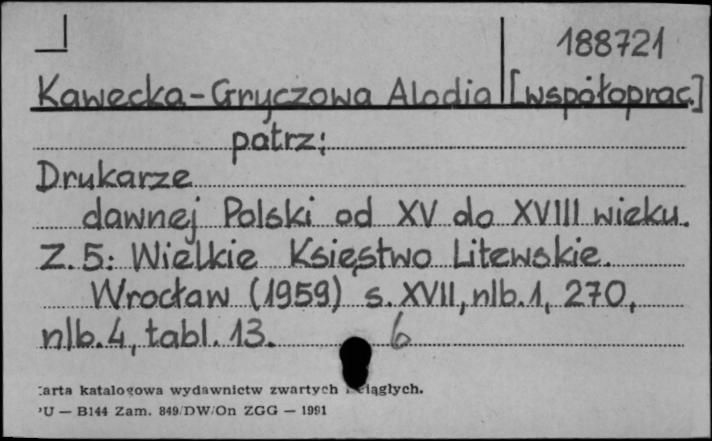 188721
Kawecka-Gryczowa Alodia [współoprac.]
patrz:
Drukarze
dawnej Polski od XV do XVIII wieku.
Z. 5: Wielkie Księstwo Litewskie.
Wrocław (1959) s. XVII, nlb. 1, 270,
nlb. 4, tabl. 13. 6
arta katalogowa wydawnictw zwartych ciągłych.
U — B144 Zam. 849/DW/On ZGG — 1991